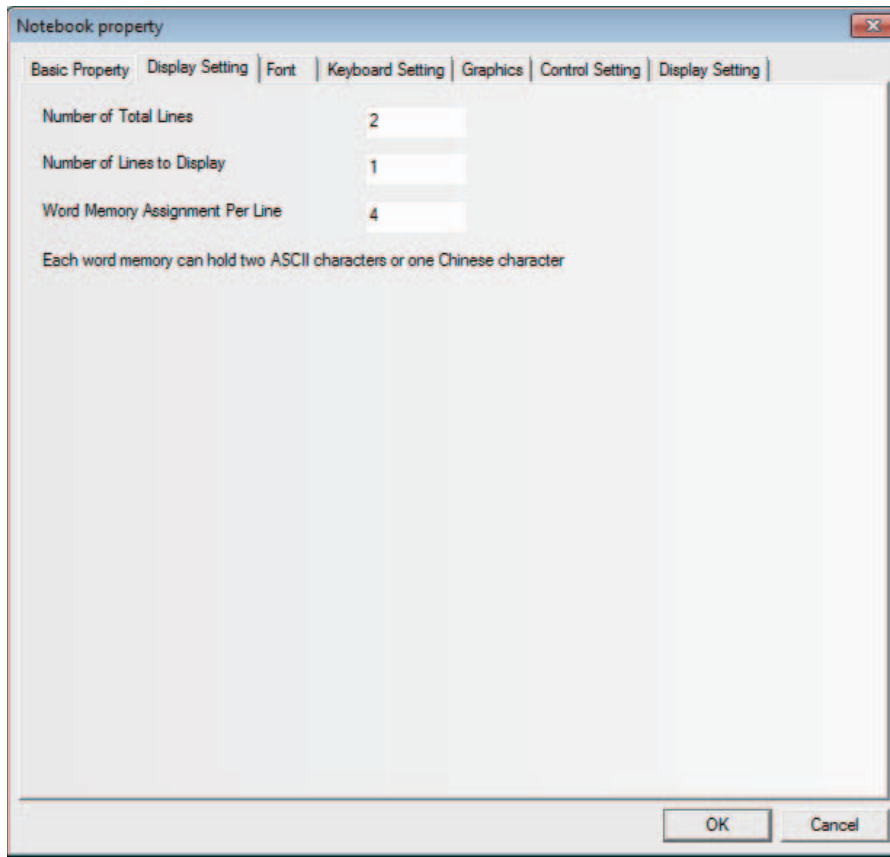 Notebook property
Basic Property Display Setting Font Keyboard Setting Graphics Control Setting Display Setting
Number of Total Lines 2
Number of Lines to Display 1
Word Memory Assignment Per Line 4
Each word memory can hold two ASCII characters or one Chinese character
OK Cancel